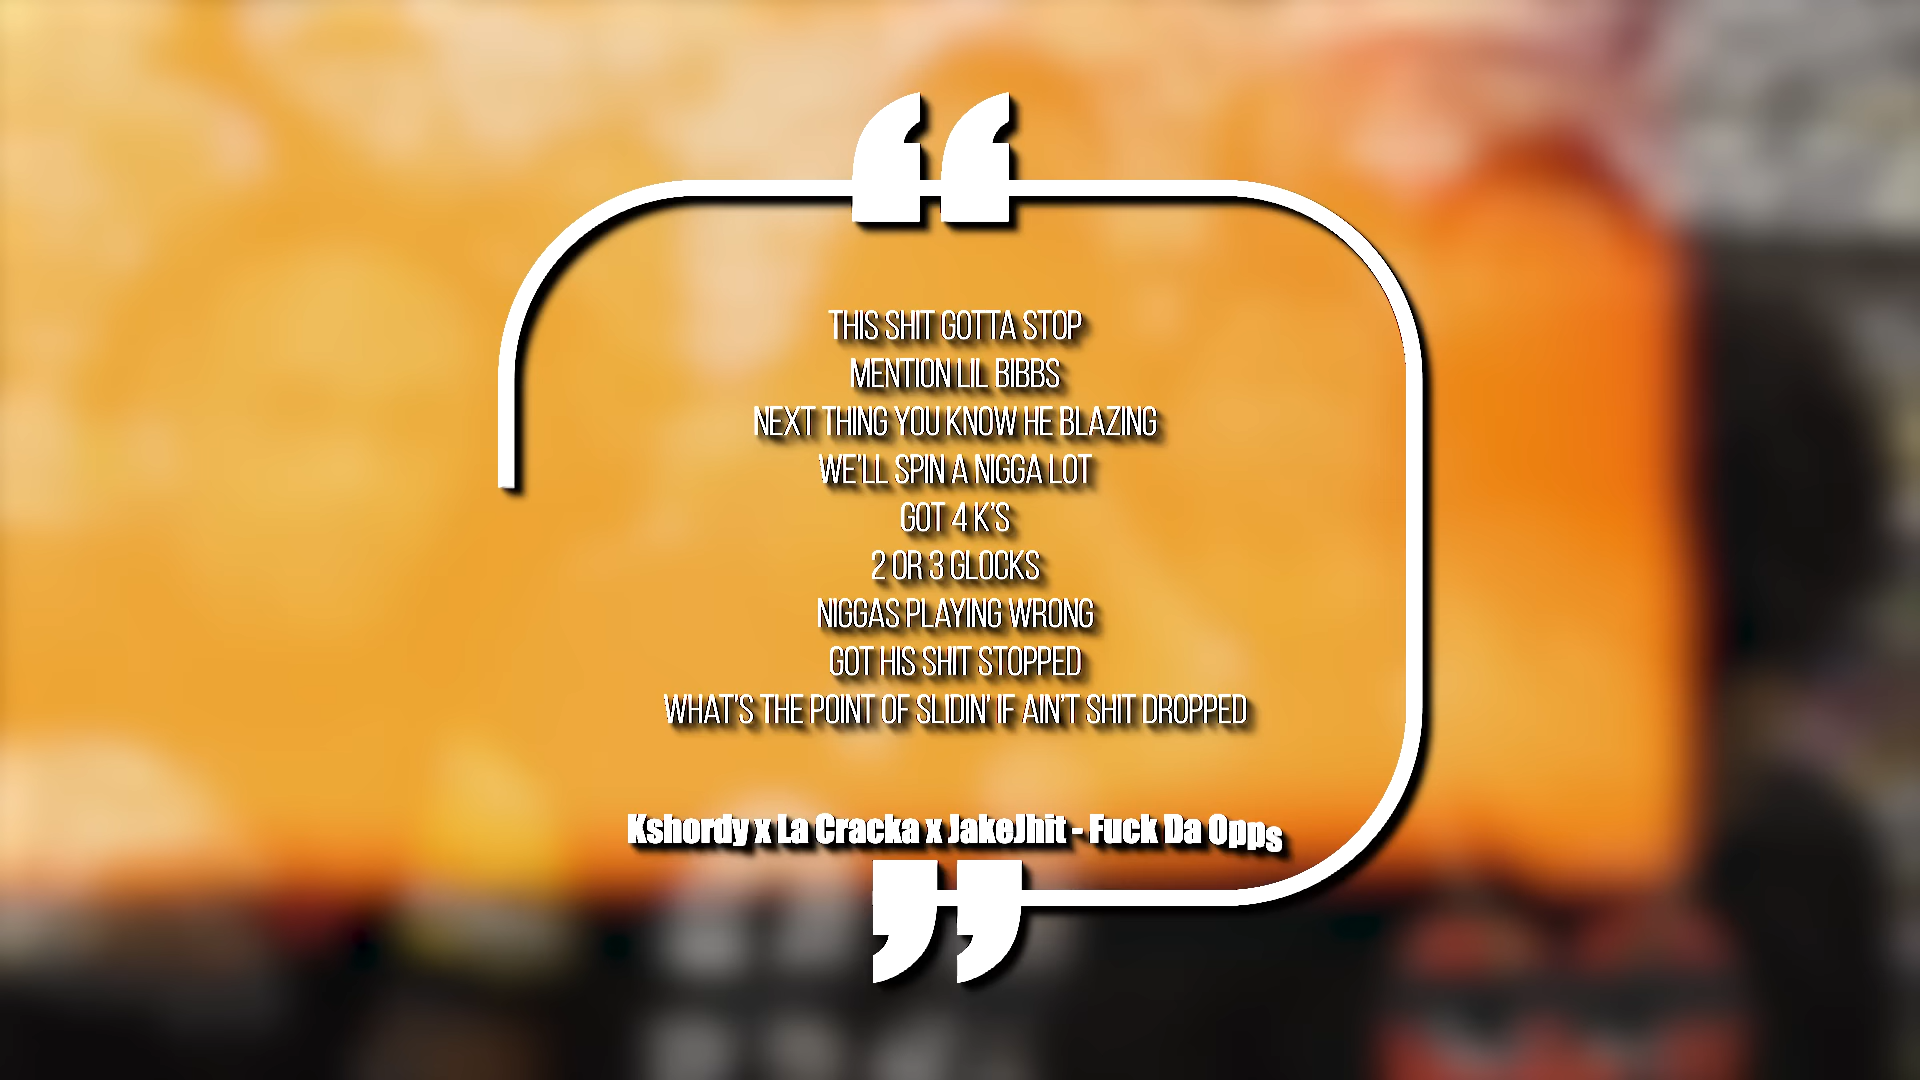 THIS SHIT GOTTA STOP
MENTION LIL BIBBS
NEXT THING YOU KNOW HE BLAZING
WE'LL SPIN A NIGGA LOT
GOT 4 K'S
2 OR 3 GLOCKS
NIGGAS PLAYING WRONG
GOT HIS SHIT STOPPED
WHAT'S THE POINT OF SLIDIN' IF AIN'T SHIT DROPPED
Kshordy x La Cracka x JakeJhit - Fuck Da Opps